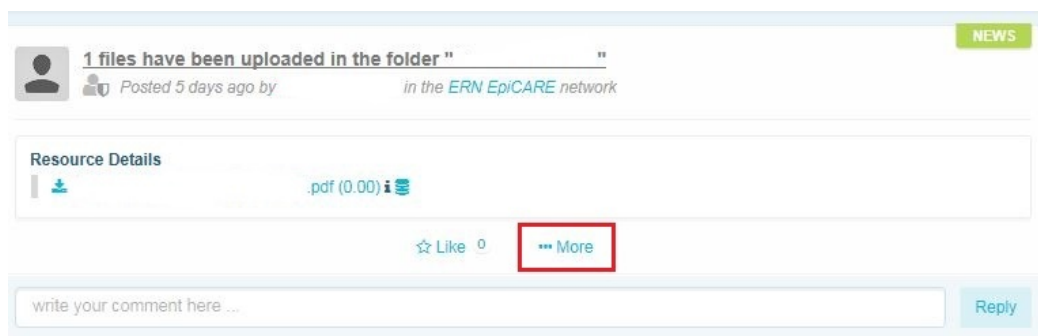 NEWS
1 files have been uploaded in the folder " "
Posted 5 days ago by in the ERN EpiCARE network
Resource Details
.pdf (0.00) i
Like 0
••• More
write your comment here ...
Reply